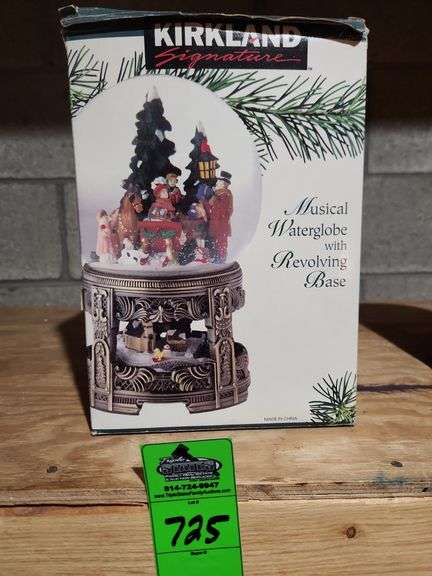 KIRKLAND
Signature
Musical
Waterglobe
with
Revolving
Base
MADE IN CHINA
814-724-9947
725